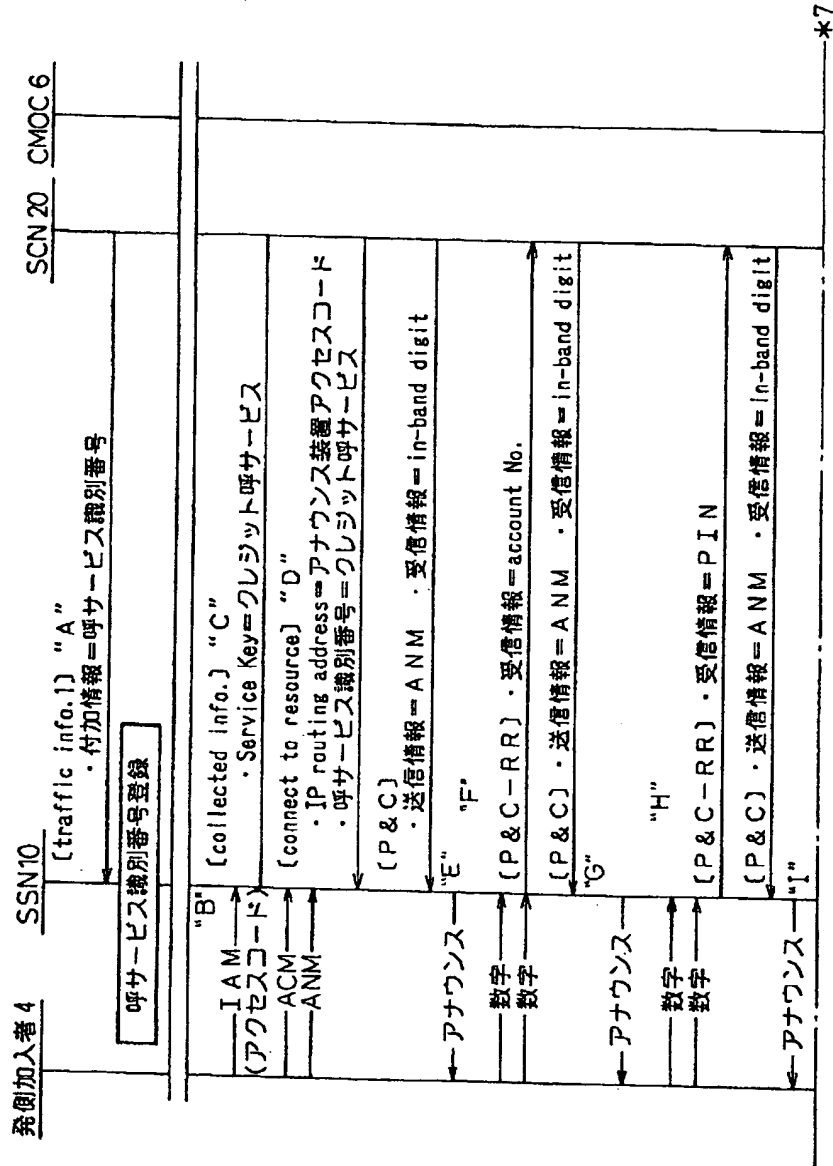 発側加入者 4
SSN10
SCN 20
CMOC 6
[traffic info.1] "A"
・付加情報=呼サービス識別番号
呼サービス識別番号登録
"B"
IAM
(アクセスコード)
[collected info.] "C"
・Service Key=クレジット呼サービス
ACM
ANM
[connect to resource] "D"
・IP routing address=アナウンス装置アクセスコード
・呼サービス識別番号=クレジット呼サービス
[P&C]
・送信情報=ANM ・受信情報=in-band digit
アナウンス
"E"
"F"
数字
数字
[P&C-RR] ・受信情報=account No.
[P&C] ・送信情報=ANM ・受信情報=in-band digit
"G"
アナウンス
"H"
数字
数字
[P&C-RR] ・受信情報=PIN
[P&C] ・送信情報=ANM ・受信情報=in-band digit
アナウンス
"I"
*7